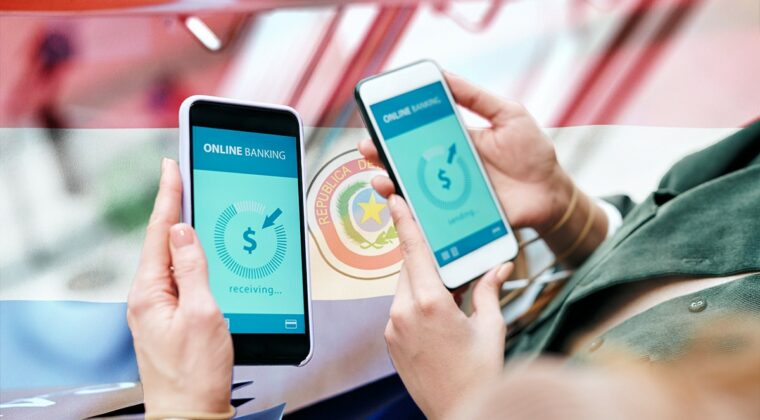 ONLINE BANKING
$
receiving...
ONLINE BANKING
$
Sending...
REPUBLICA DE